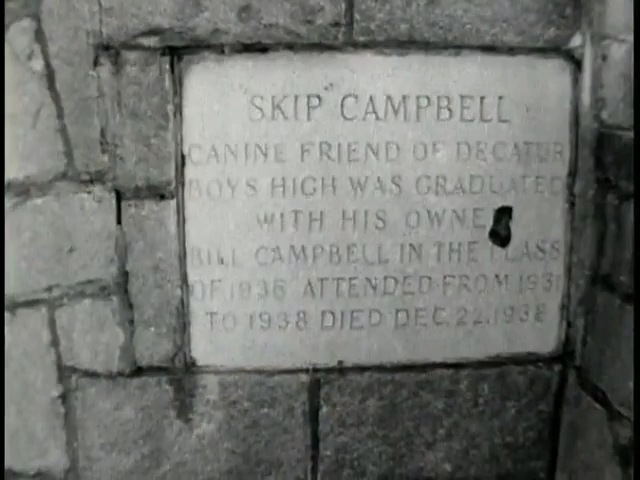 "SKIP" CAMPBELL
CANINE FRIEND OF DECATUR
BOYS HIGH WAS GRADUATED
WITH HIS OWNE
BILL CAMPBELL IN THE CLASS
OF 1936 ATTENDED FROM 1931
TO 1938 DIED DEC. 22, 1938